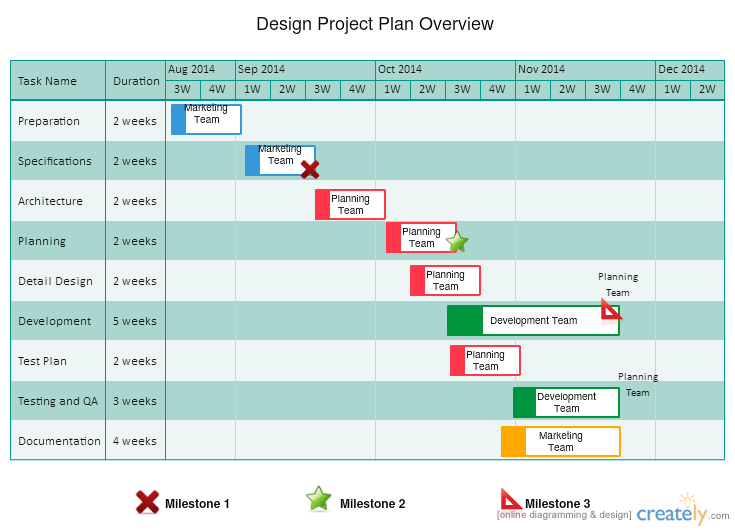 Design Project Plan Overview
Task Name Duration Aug 2014 Sep 2014 Oct 2014 Nov 2014 Dec 2014
3W 4W 1W 2W 3W 4W 1W 2W 3W 4W 1W 2W 3W 4W 1W 2W
Preparation 2 weeks
Marketing
Team
Specifications 2 weeks
Marketing
Team
Architecture 2 weeks
Planning
Team
Planning 2 weeks
Planning
Team
Detail Design 2 weeks
Planning
Team
Planning
Team
Development 5 weeks Development Team
Test Plan 2 weeks
Planning
Team
Planning
Team
Testing and QA 3 weeks
Development
Team
Documentation 4 weeks
Marketing
Team
Milestone 1 Milestone 2 Milestone 3
[online diagramming & design] creately.com